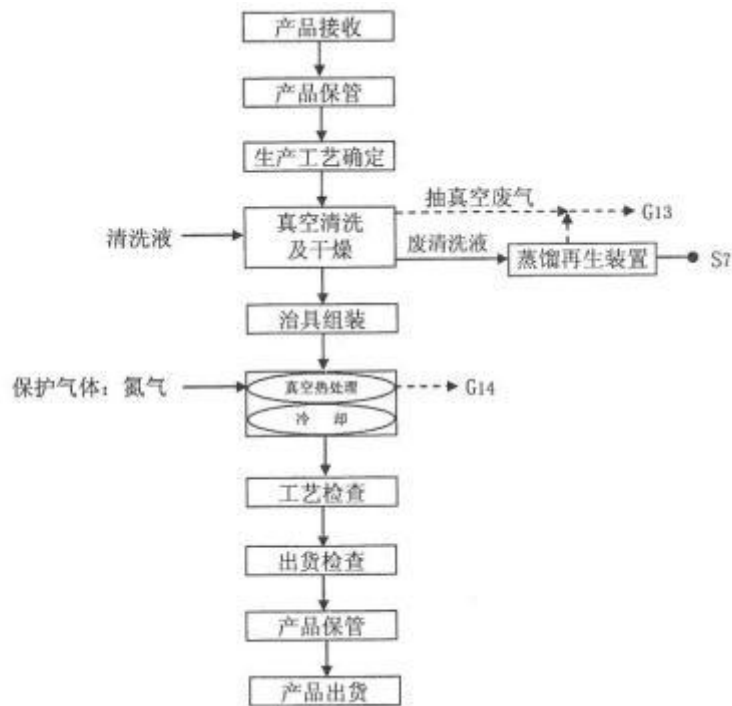 产品接收
产品保管
生产工艺确定
抽真空废气
G13
清洗液
真空清洗
及干燥
废清洗液
蒸馏再生装置
S7
治具组装
保护气体：氮气
真空热处理
G14
冷 却
工艺检查
出货检查
产品保管
产品出货